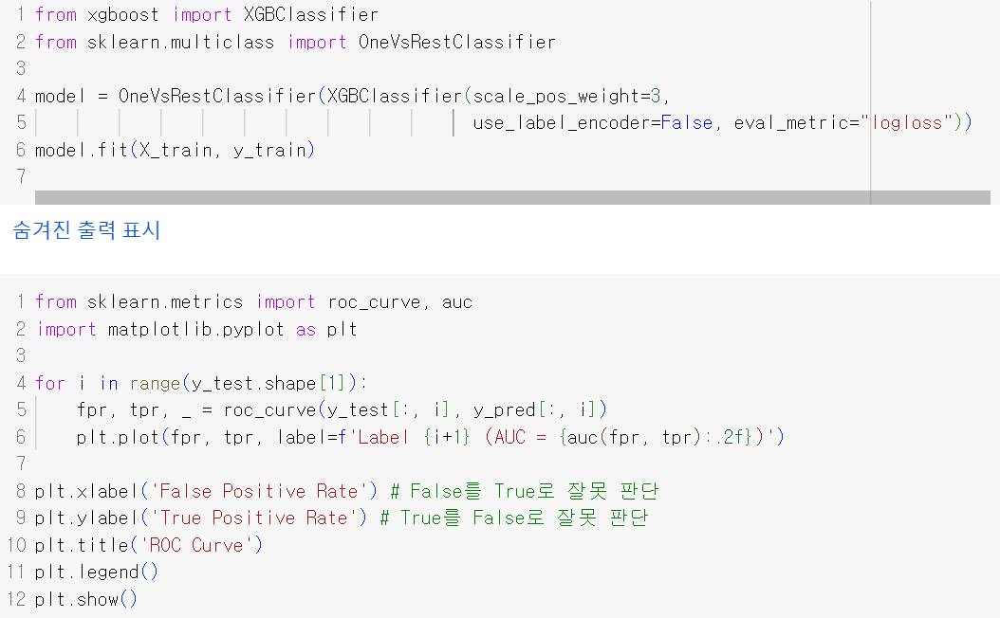 1 from xgboost import XGBClassifier
2 from sklearn.multiclass import OneVsRestClassifier
3
4 model = OneVsRestClassifier(XGBClassifier(scale_pos_weight=3,
5                                           use_label_encoder=False, eval_metric="logloss"))
6 model.fit(X_train, y_train)
7
숨겨진 출력 표시
1 from sklearn.metrics import roc_curve, auc
2 import matplotlib.pyplot as plt
3
4 for i in range(y_test.shape[1]):
5     fpr, tpr, _ = roc_curve(y_test[:, i], y_pred[:, i])
6     plt.plot(fpr, tpr, label=f'Label {i+1} (AUC = {auc(fpr, tpr):.2f})')
7
8 plt.xlabel('False Positive Rate') # False를 True로 잘못 판단
9 plt.ylabel('True Positive Rate') # True를 False로 잘못 판단
10 plt.title('ROC Curve')
11 plt.legend()
12 plt.show()